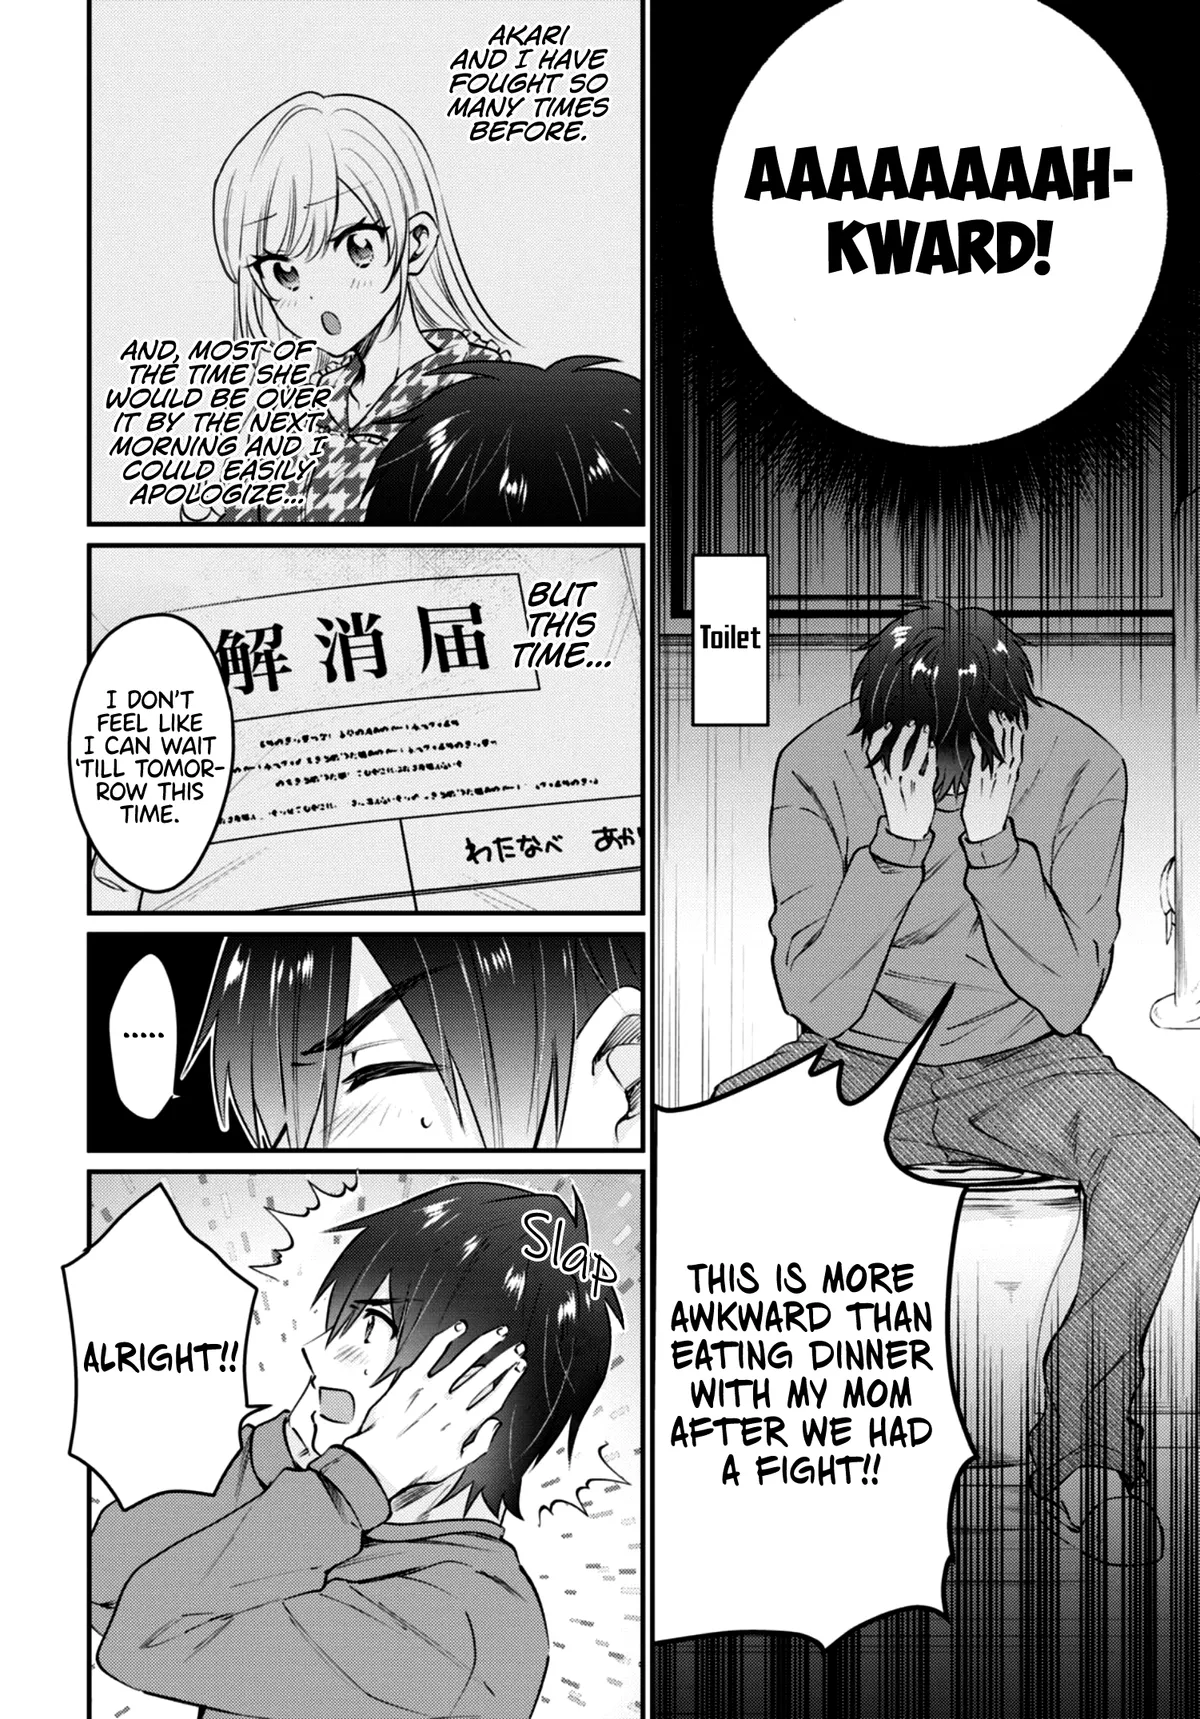 AAAAAAAAAH-
KWARD!
Toilet
THIS IS MORE
AWKWARD THAN
EATING DINNER
WITH MY MOM
AFTER WE HAD
A FIGHT!!
AKARI
AND I HAVE
FOUGHT SO
MANY TIMES
BEFORE.
AND, MOST OF
THE TIME SHE
WOULD BE OVER
IT BY THE NEXT
MORNING AND I
COULD EASILY
APOLOGIZE...
BUT
THIS
TIME...
解消届
わたなべ あか
I DON'T
FEEL LIKE
I CAN WAIT
'TILL TOMOR-
ROW THIS
TIME.
.....
Slap
ALRIGHT!!